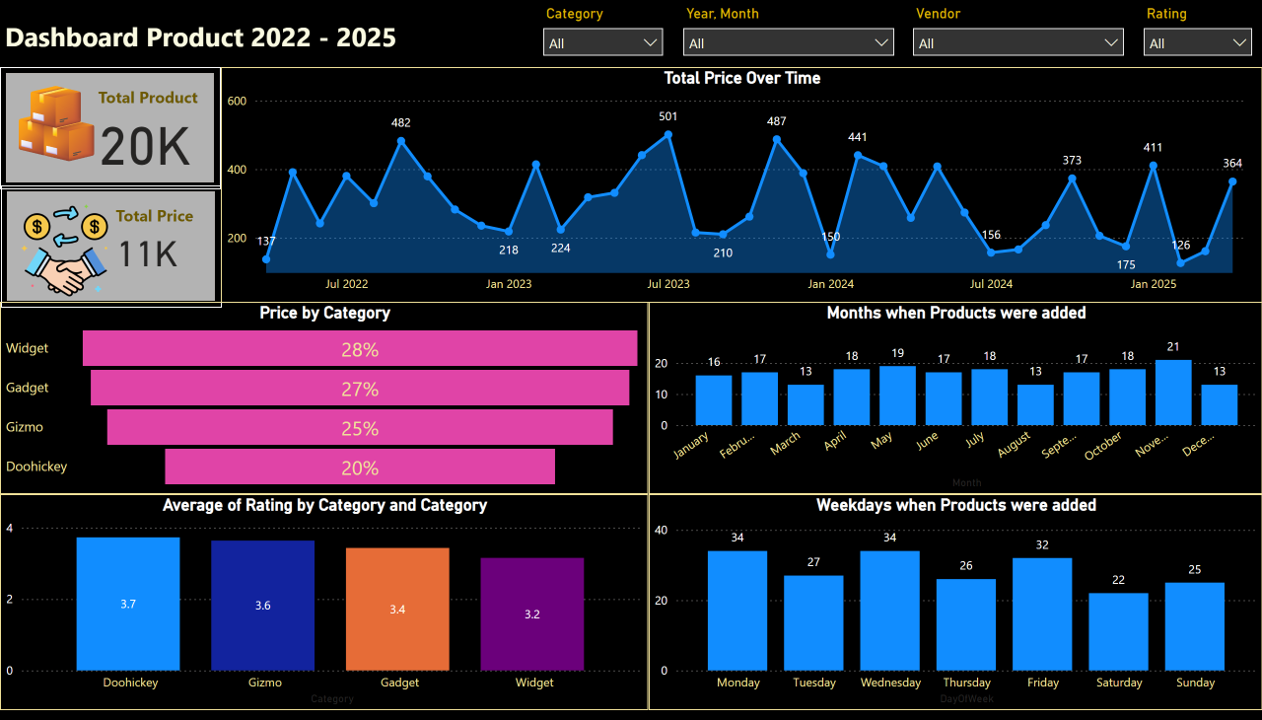 Dashboard Product 2022 - 2025
Category
Year, Month
Vendor
Rating
All
All
All
All
Total Product
20K
Total Price
11K
Total Price Over Time
600
400
200
137
482
218
224
501
210
487
150
441
156
373
175
411
126
364
Jul 2022
Jan 2023
Jul 2023
Jan 2024
Jul 2024
Jan 2025
Price by Category
Widget
28%
Gadget
27%
Gizmo
25%
Doohickey
20%
Months when Products were added
20
10
0
16
17
13
18
19
17
18
13
17
18
21
13
January
Febru...
March
April
May
June
July
August
Septe...
October
Nove...
Dece...
Month
Average of Rating by Category and Category
4
2
0
3.7
3.6
3.4
3.2
Doohickey
Gizmo
Gadget
Widget
Category
Weekdays when Products were added
40
20
0
34
27
34
26
32
22
25
Monday
Tuesday
Wednesday
Thursday
Friday
Saturday
Sunday
DayOfWeek